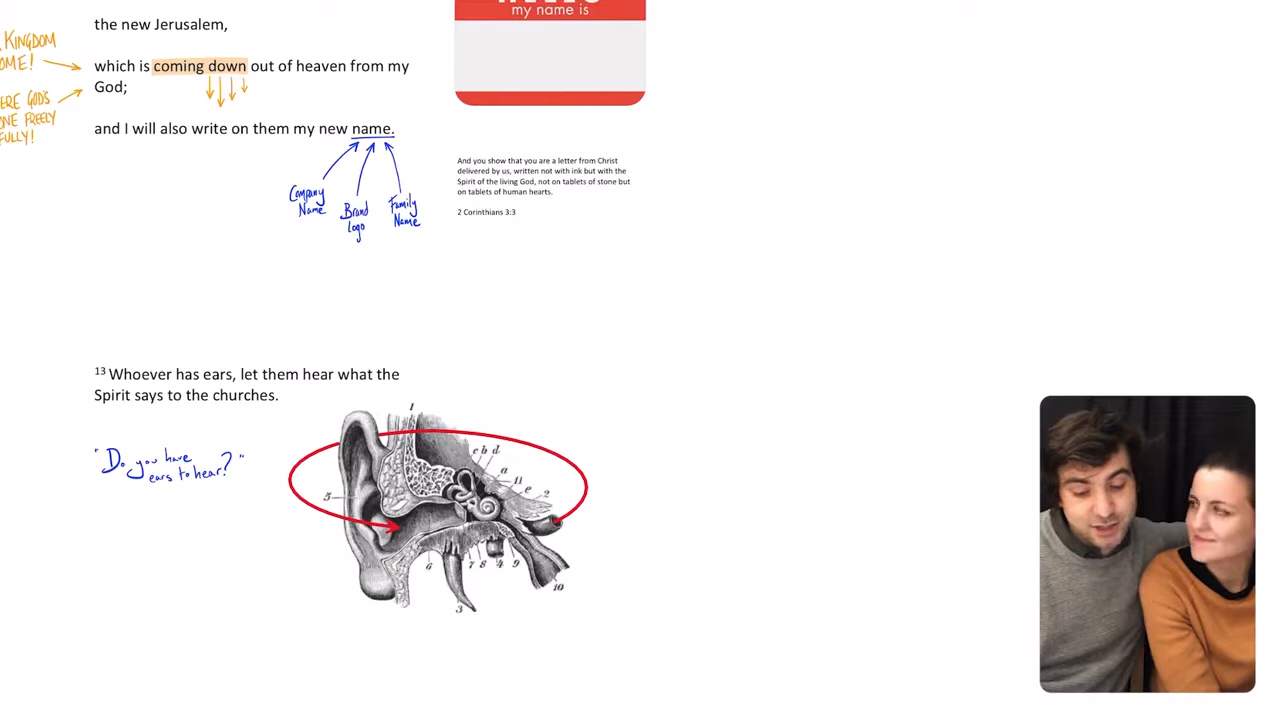 HELLO
my name is
the new Jerusalem,
KINGDOM
OME!
which is coming down out of heaven from my
God;
ERE GOD'S
ONE FREELY
FULLY!
and I will also write on them my new name.
Company
Name
Brand
Logo
Family
Name
And you show that you are a letter from Christ
delivered by us, written not with ink but with the
Spirit of the living God, not on tablets of stone but
on tablets of human hearts.
2 Corinthians 3:3
13 Whoever has ears, let them hear what the
Spirit says to the churches.
"Do you have
ears to hear?"
1
c b d
a
11
e
2
5
6
7 8 4 9
10
3